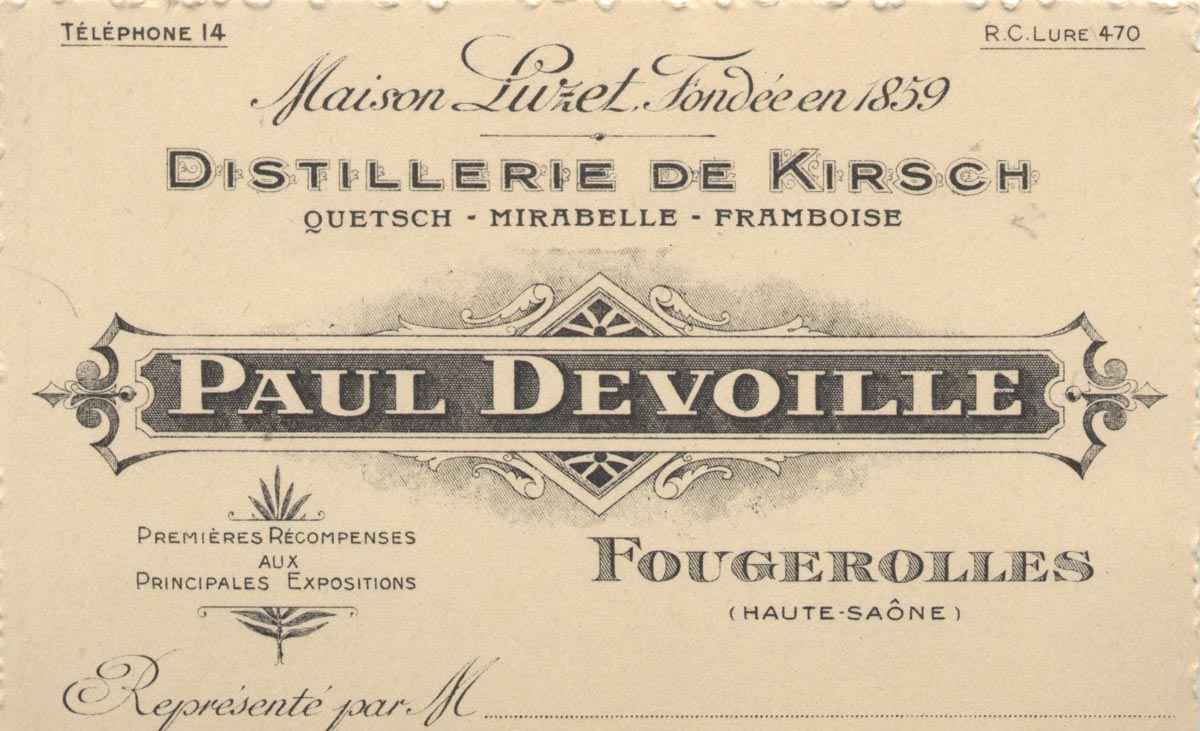 TÉLÉPHONE 14
R.C. LURE 470
Maison Luzet, Fondée en 1859
DISTILLERIE DE KIRSCH
QUETSCH - MIRABELLE - FRAMBOISE
PAUL DEVOILLE
PREMIÈRES RÉCOMPENSES
AUX
PRINCIPALES EXPOSITIONS
FOUGEROLLES
(HAUTE-SAÔNE)
Représenté par M